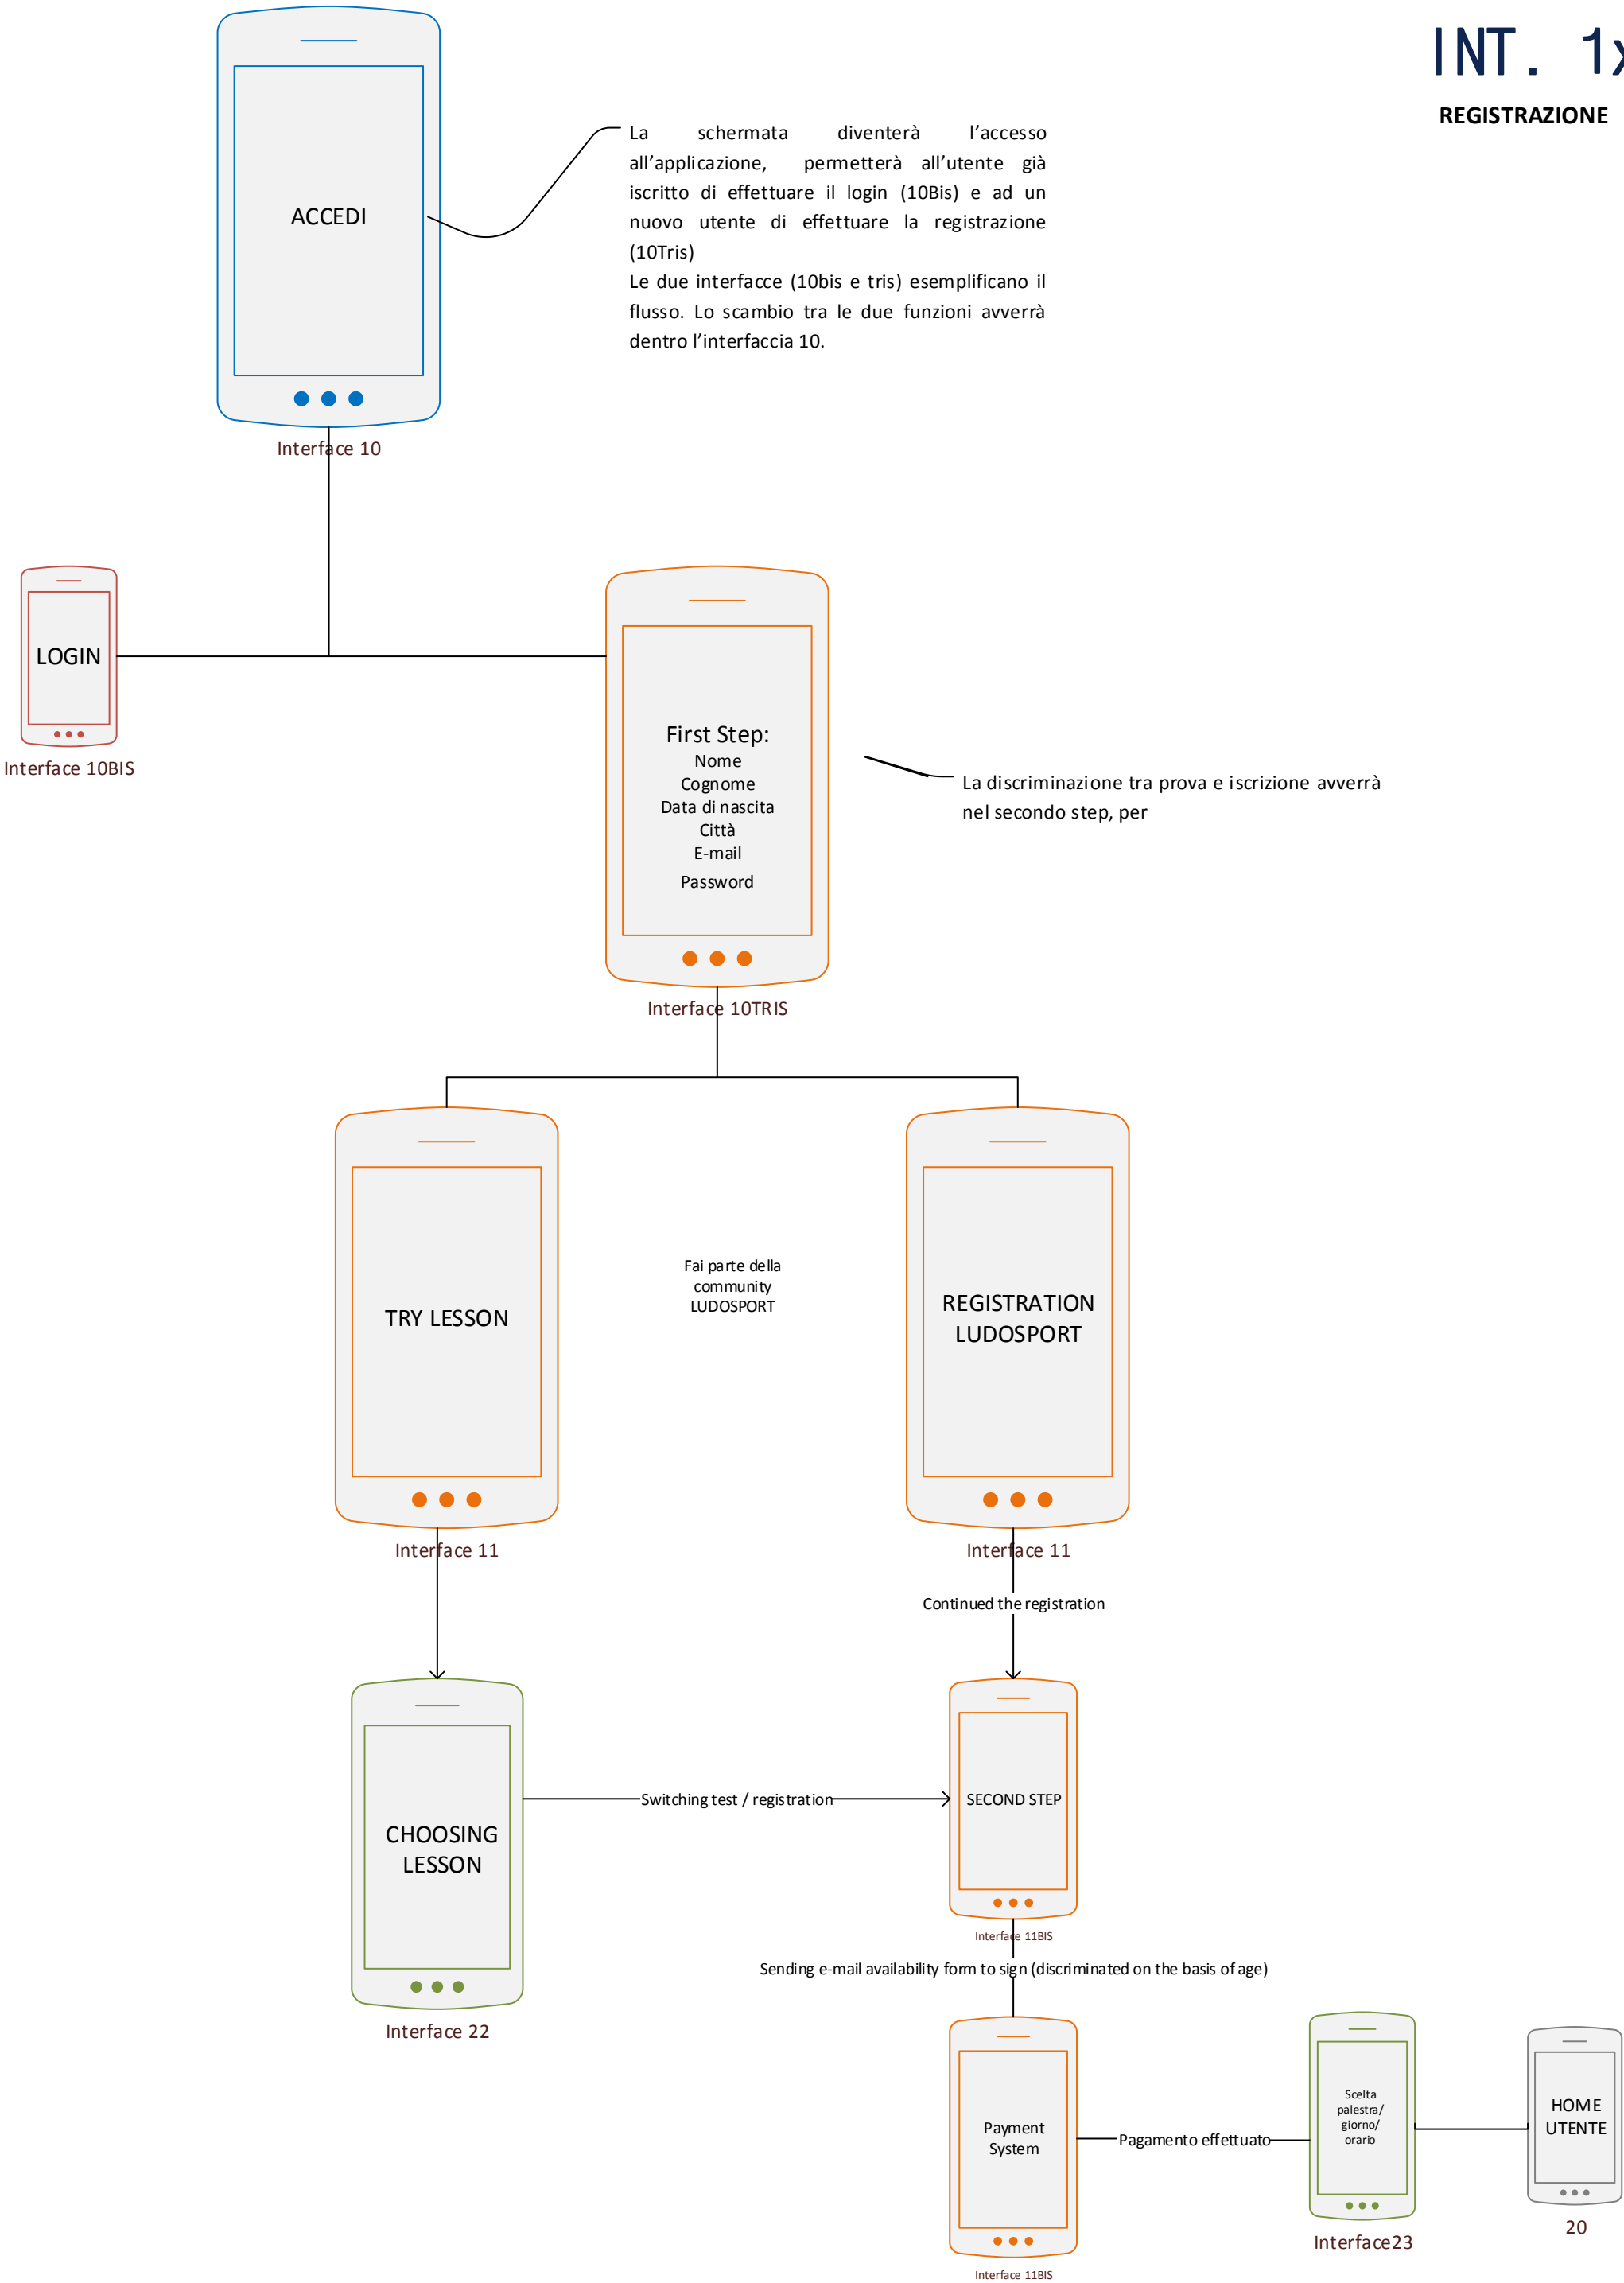 INT. 1x
REGISTRAZIONE
ACCEDI
La schermata diventerà l’accesso
all’applicazione, permetterà all’utente già
iscritto di effettuare il login (10Bis) e ad un
nuovo utente di effettuare la registrazione
(10Tris)
Le due interfacce (10bis e tris) esemplificano il
flusso. Lo scambio tra le due funzioni avverrà
dentro l’interfaccia 10.
Interface 10
LOGIN
Interface 10BIS
First Step:
Nome
Cognome
Data di nascita
Città
E-mail
Password
Interface 10TRIS
La discriminazione tra prova e iscrizione avverrà
nel secondo step, per
TRY LESSON
Interface 11
Fai parte della
community
LUDOSPORT
REGISTRATION
LUDOSPORT
Interface 11
Continued the registration
CHOOSING
LESSON
Interface 22
Switching test / registration
SECOND STEP
Interface 11BIS
Sending e-mail availability form to sign (discriminated on the basis of age)
Payment
System
Interface 11BIS
Pagamento effettuato
Scelta
palestra/
giorno/
orario
Interface23
HOME
UTENTE
20